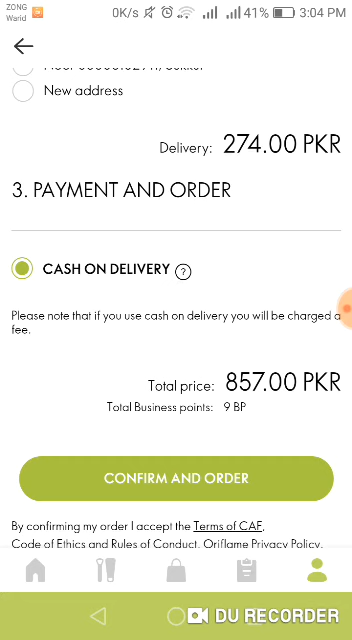 ZONG
Warid
0K/s
41%
3:04 PM
New address
Delivery: 274.00 PKR
3. PAYMENT AND ORDER
CASH ON DELIVERY ?
Please note that if you use cash on delivery you will be charged a
fee.
Total price: 857.00 PKR
Total Business points: 9 BP
CONFIRM AND ORDER
By confirming my order I accept the Terms of CAF,
Code of Ethics and Rules of Conduct, Oriflame Privacy Policy,
DU RECORDER